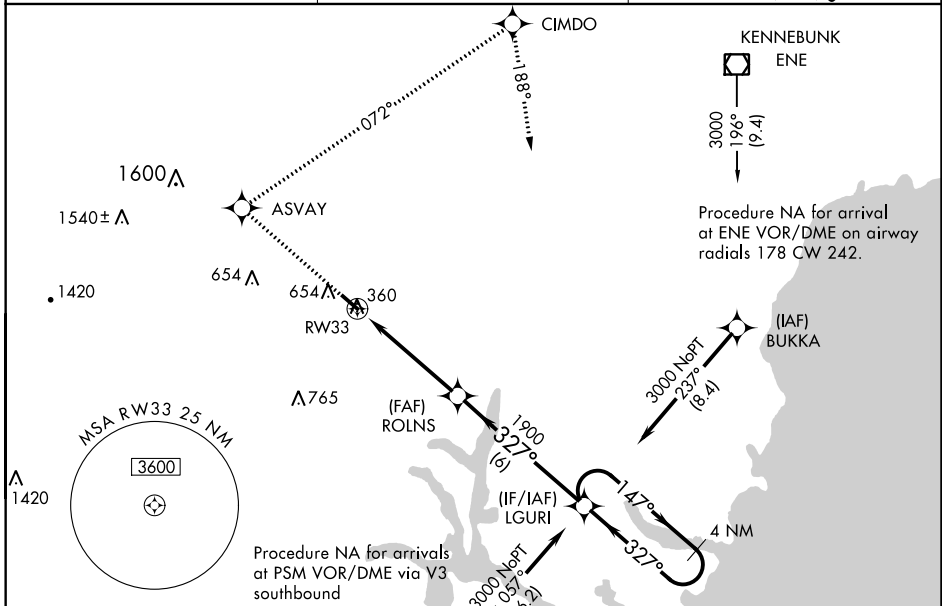 CIMDO
KENNEBUNK
ENE
188°
072°
3000
196°
(9.4)
1600
1540±
ASVAY
Procedure NA for arrival
at ENE VOR/DME on airway
radials 178 CW 242.
654
1420
654
360
RW33
(IAF)
BUKKA
3000 NoPT
237°
(8.4)
765
(FAF)
ROLNS
MSA RW33 25 NM
3600
1900
327°
(6)
1420
(IF/IAF)
LGURI
147°
4 NM
327°
Procedure NA for arrivals
at PSM VOR/DME via V3
southbound
3000 NoPT
057°